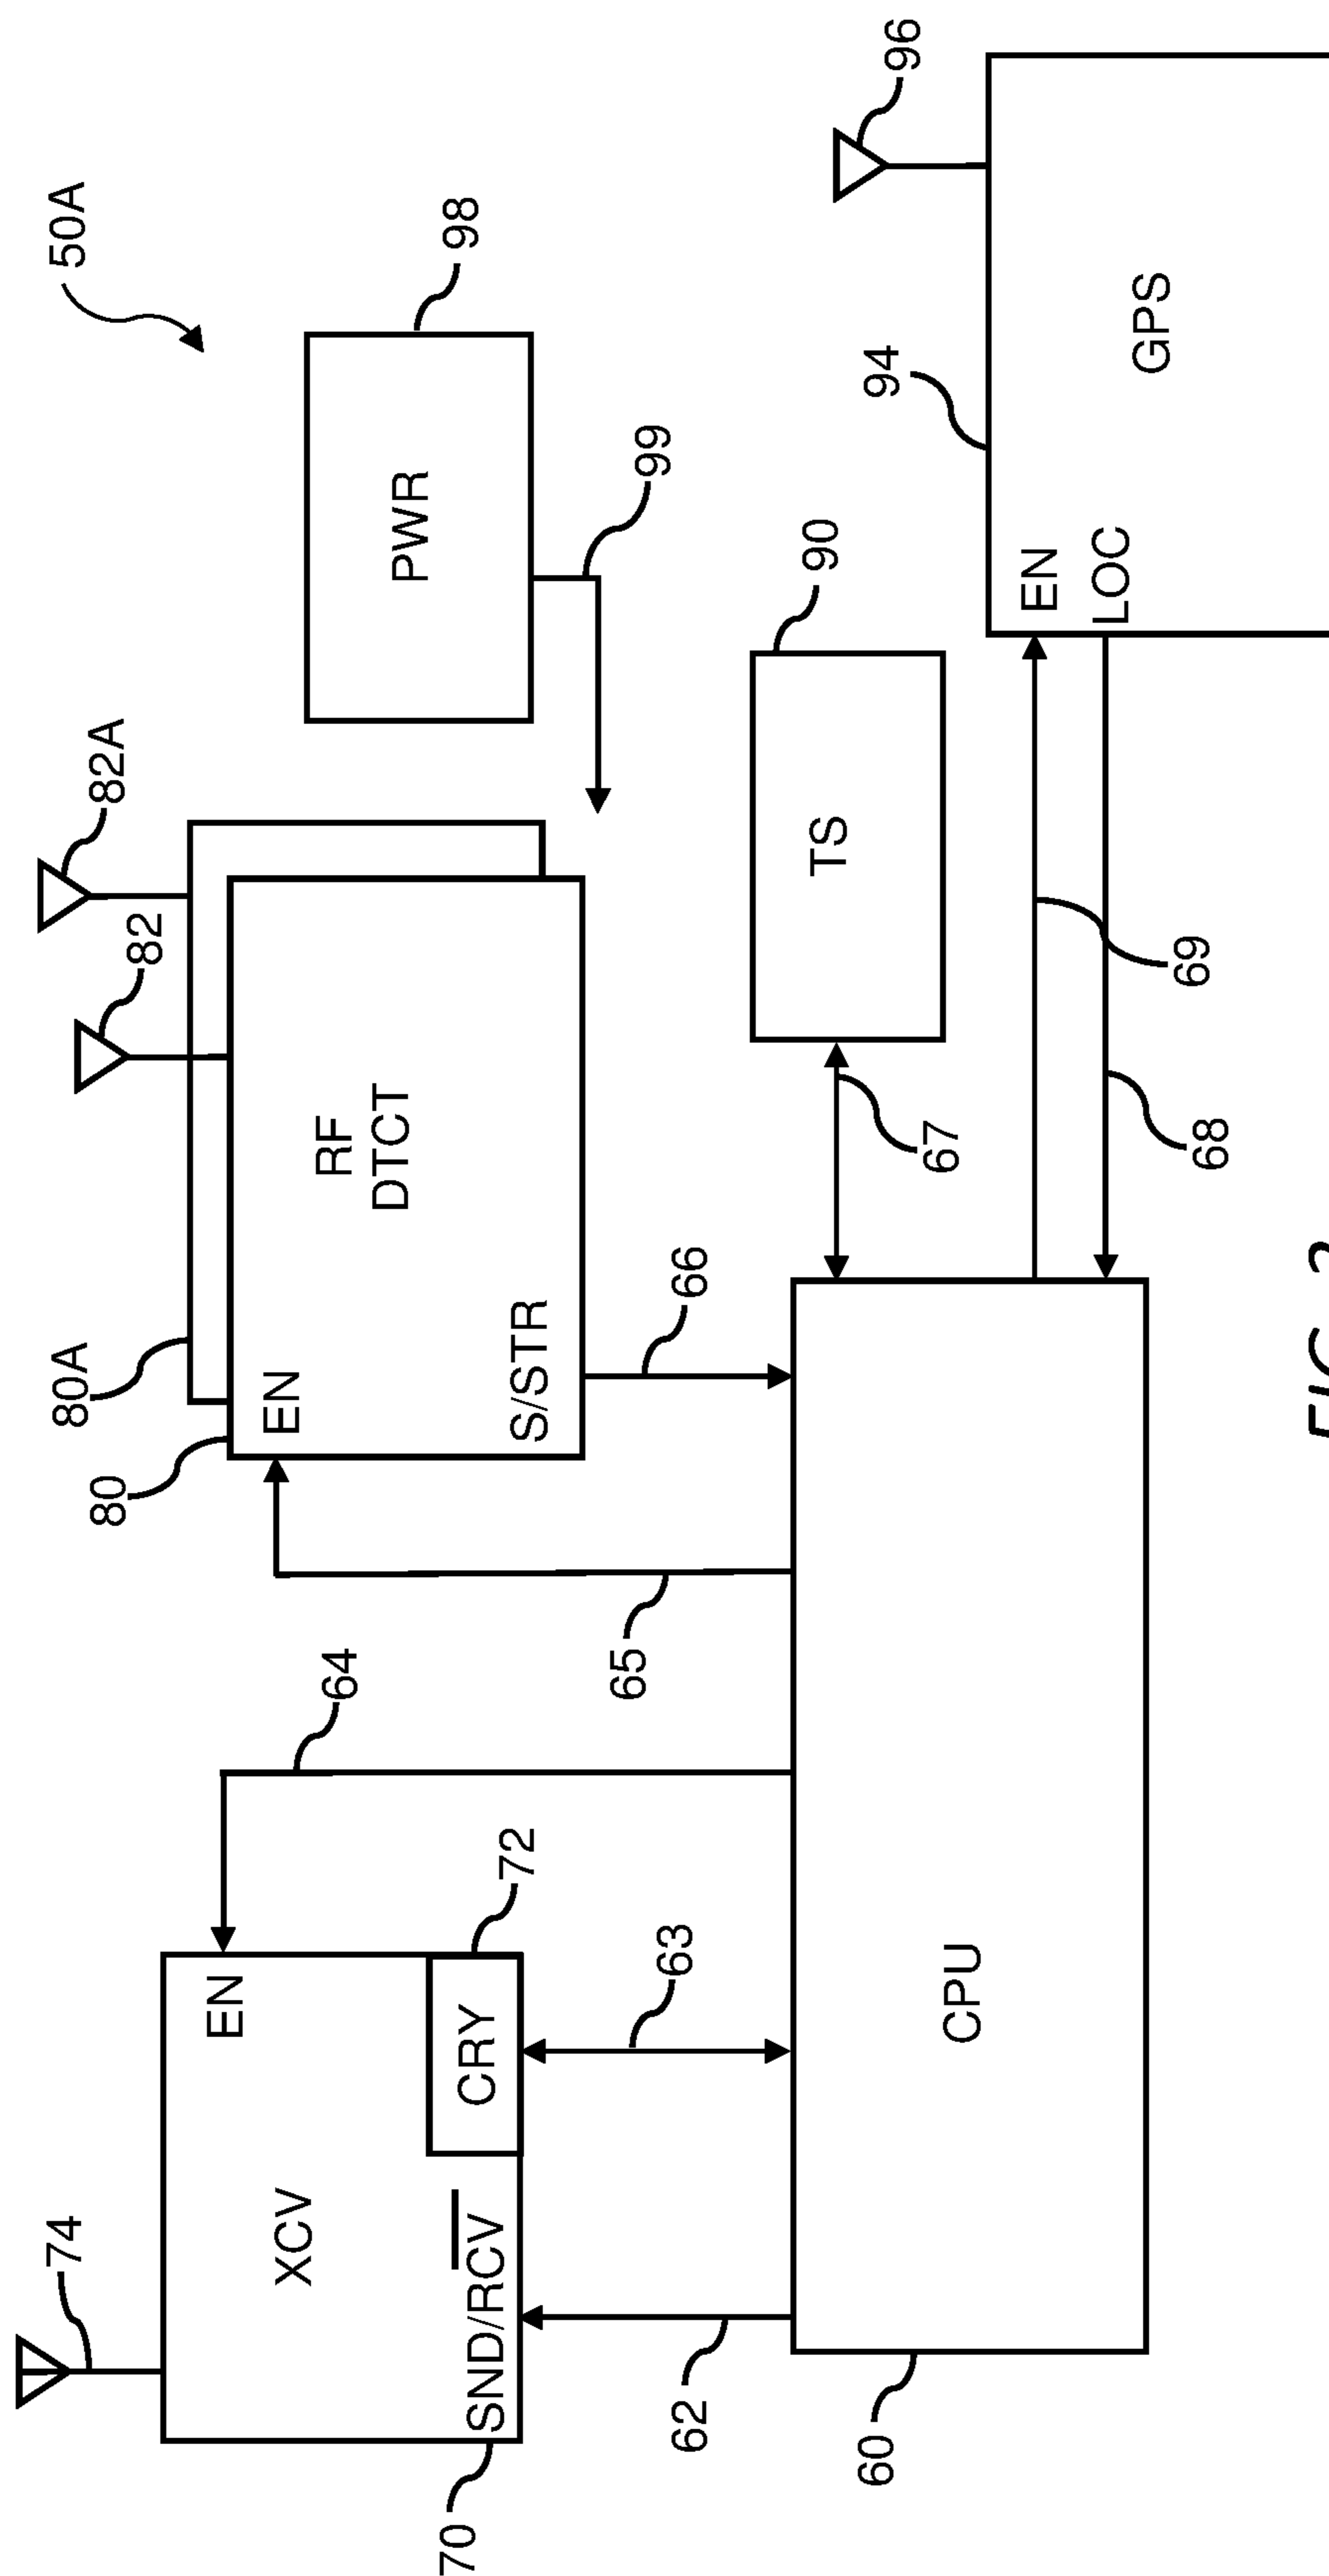 74
80A
82A
50A
80
82
EN
64
EN
XCV
RF
DTCT
PWR
98
70
SND/RCV
CRY
72
S/STR
65
62
63
66
99
TS
90
60
CPU
67
94
96
EN
LOC
GPS
69
68
FIG.